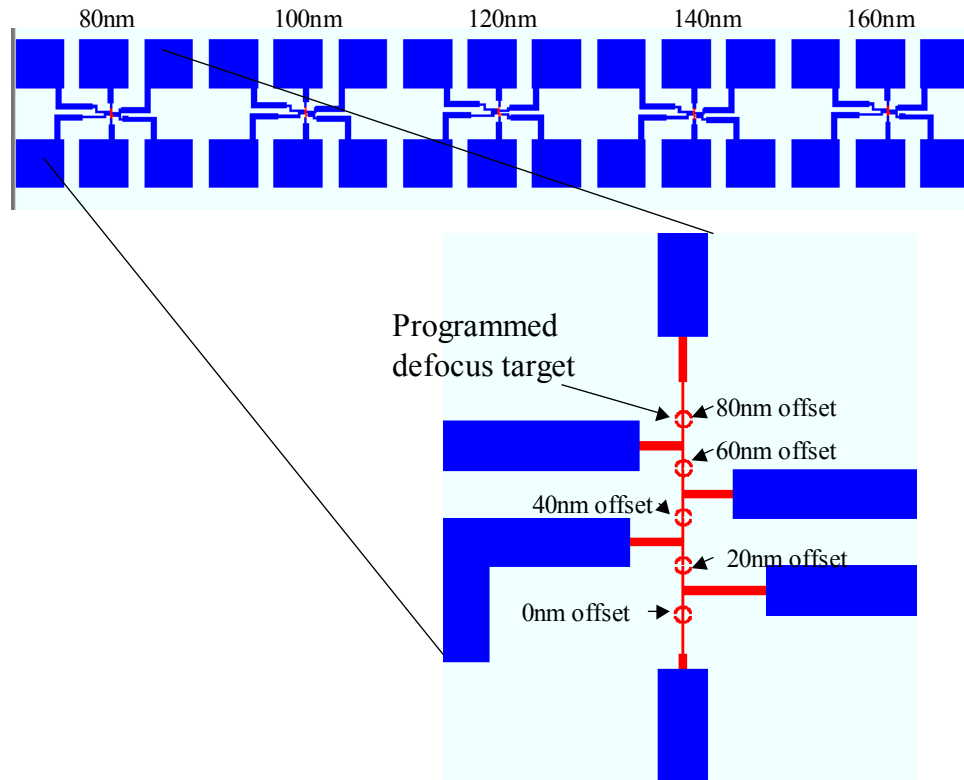 80nm
100nm
120nm
140nm
160nm
Programmed
defocus target
80nm offset
60nm offset
40nm offset
20nm offset
0nm offset